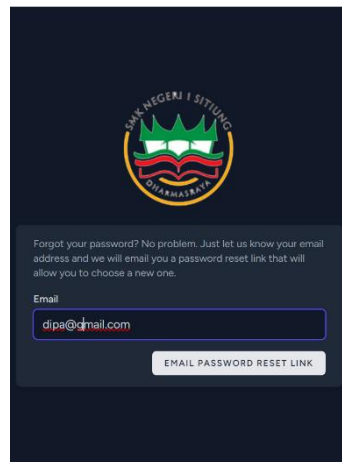 SMK NEGERI 1 SITIUNG
DHARMASRAYA
Forgot your password? No problem. Just let us know your email
address and we will email you a password reset link that will
allow you to choose a new one.
Email
dipa@gmail.com
EMAIL PASSWORD RESET LINK